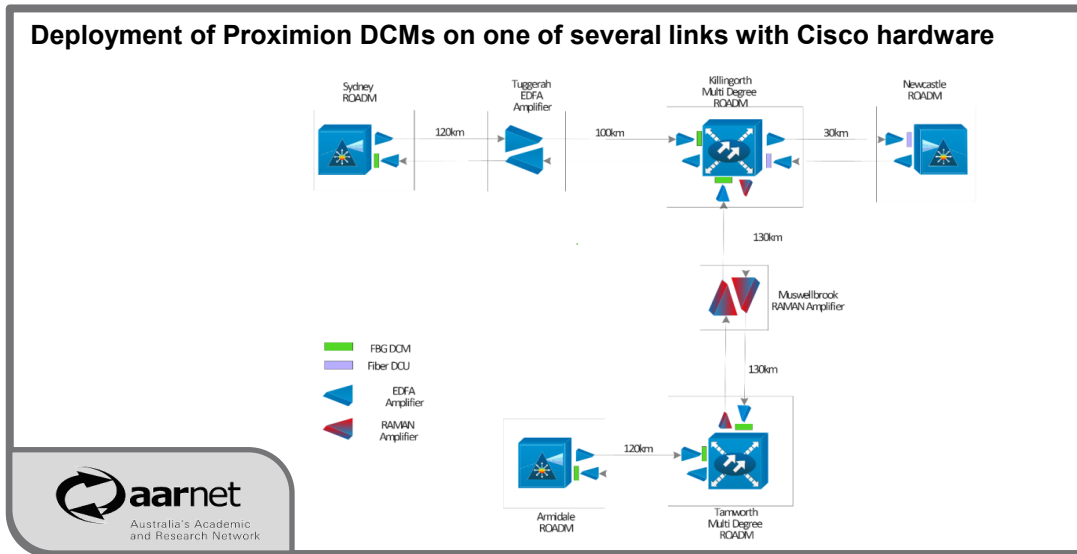 Deployment of Proximion DCMs on one of several links with Cisco hardware
Sydney
ROADM
Tuggerah
EDFA
Amplifier
Killingorth
Multi Degree
ROADM
Newcastle
ROADM
120km
100km
30km
130km
Muswellbrook
RAMAN Amplifier
130km
FBG DCM
Fiber DCU
EDFA
Amplifier
RAMAN
Amplifier
120km
Armidale
ROADM
Tamworth
Multi Degree
ROADM
aarnet
Australia's Academic
and Research Network